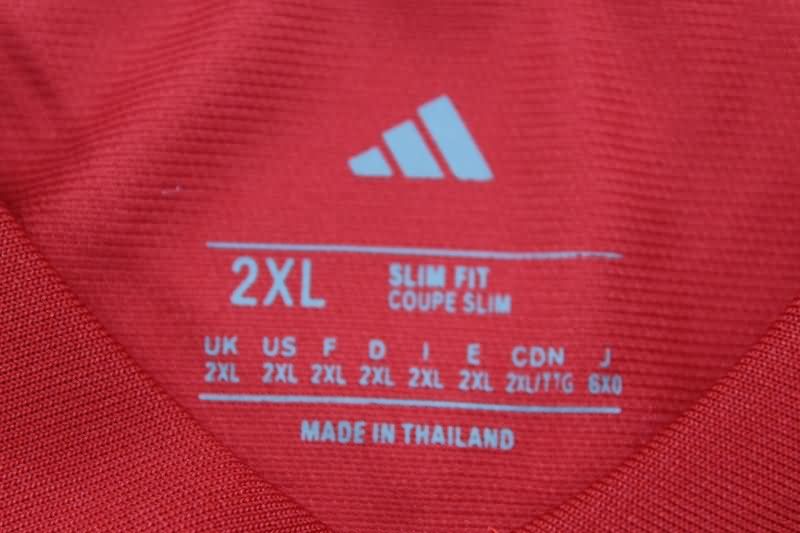 2XL SLIM FIT
COUPE SLIM
UK US F D I E CDN J
2XL 2XL 2XL 2XL 2XL 2XL 2XL/TTG 6XO
MADE IN THAILAND